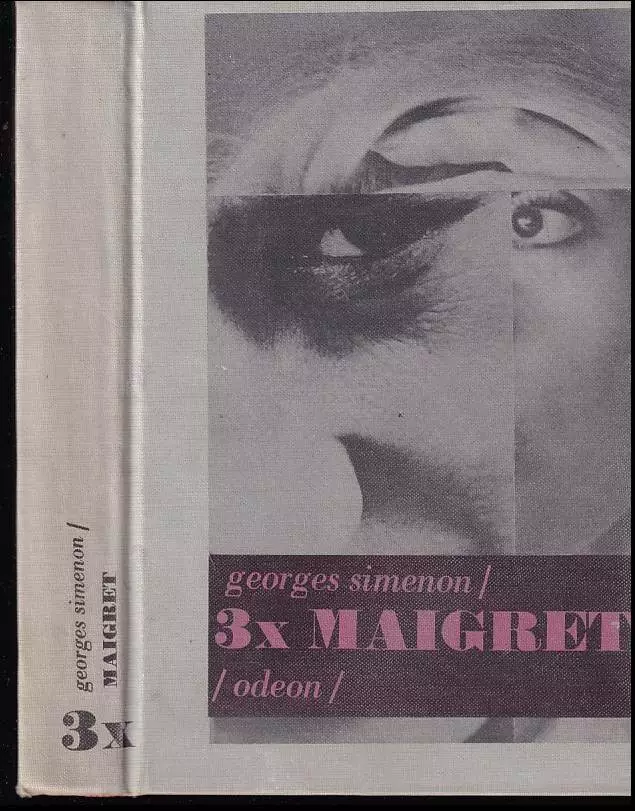 georges simenon /
MAIGRET
3x
georges simenon /
3x MAIGRET
/ odeon /